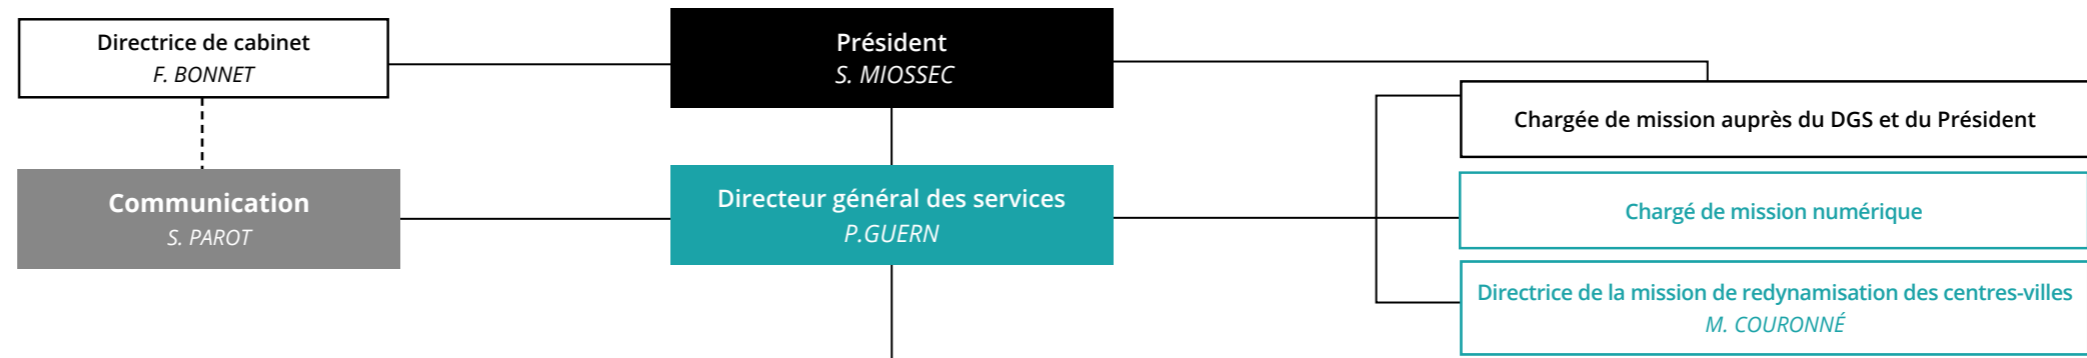 Directrice de cabinet
F. BONNET
Président
S. MIOSSEC
Chargée de mission auprès du DGS et du Président
Communication
S. PAROT
Directeur général des services
P.GUERN
Chargé de mission numérique
Directrice de la mission de redynamisation des centres-villes
M. COURONNÉ